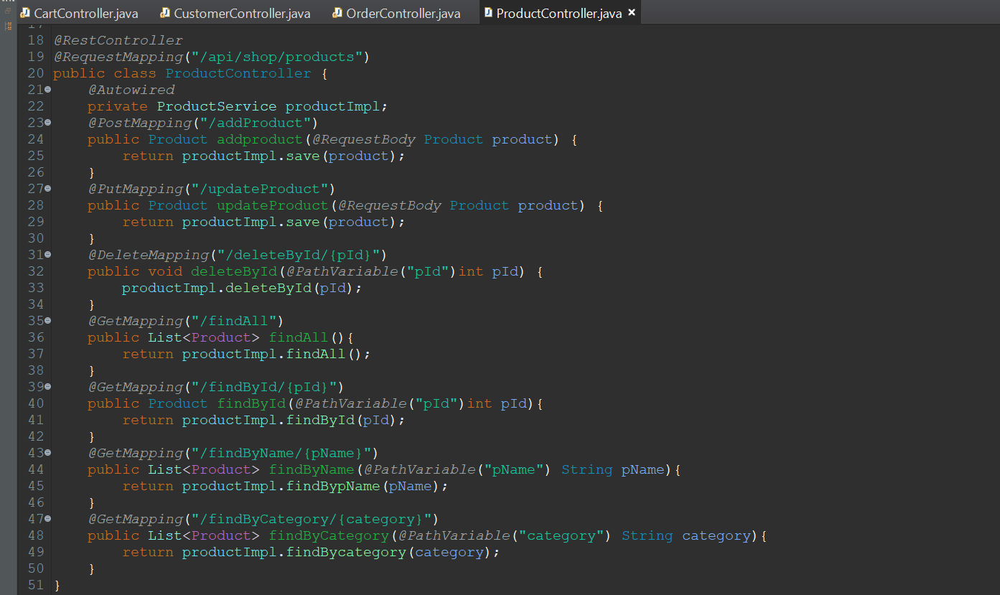 CartController.java CustomerController.java OrderController.java ProductController.java
17
18 @RestController
19 @RequestMapping("/api/shop/products")
20 public class ProductController {
21 @Autowired
22 private ProductService productImpl;
23 @PostMapping("/addProduct")
24 public Product addproduct(@RequestBody Product product) {
25 return productImpl.save(product);
26 }
27 @PutMapping("/updateProduct")
28 public Product updateProduct(@RequestBody Product product) {
29 return productImpl.save(product);
30 }
31 @DeleteMapping("/deleteById/{pId}")
32 public void deleteById(@PathVariable("pId")int pId) {
33 productImpl.deleteById(pId);
34 }
35 @GetMapping("/findAll")
36 public List<Product> findAll(){
37 return productImpl.findAll();
38 }
39 @GetMapping("/findById/{pId}")
40 public Product findById(@PathVariable("pId")int pId){
41 return productImpl.findById(pId);
42 }
43 @GetMapping("/findByName/{pName}")
44 public List<Product> findByName(@PathVariable("pName") String pName){
45 return productImpl.findBypName(pName);
46 }
47 @GetMapping("/findByCategory/{category}")
48 public List<Product> findByCategory(@PathVariable("category") String category){
49 return productImpl.findBycategory(category);
50 }
51 }